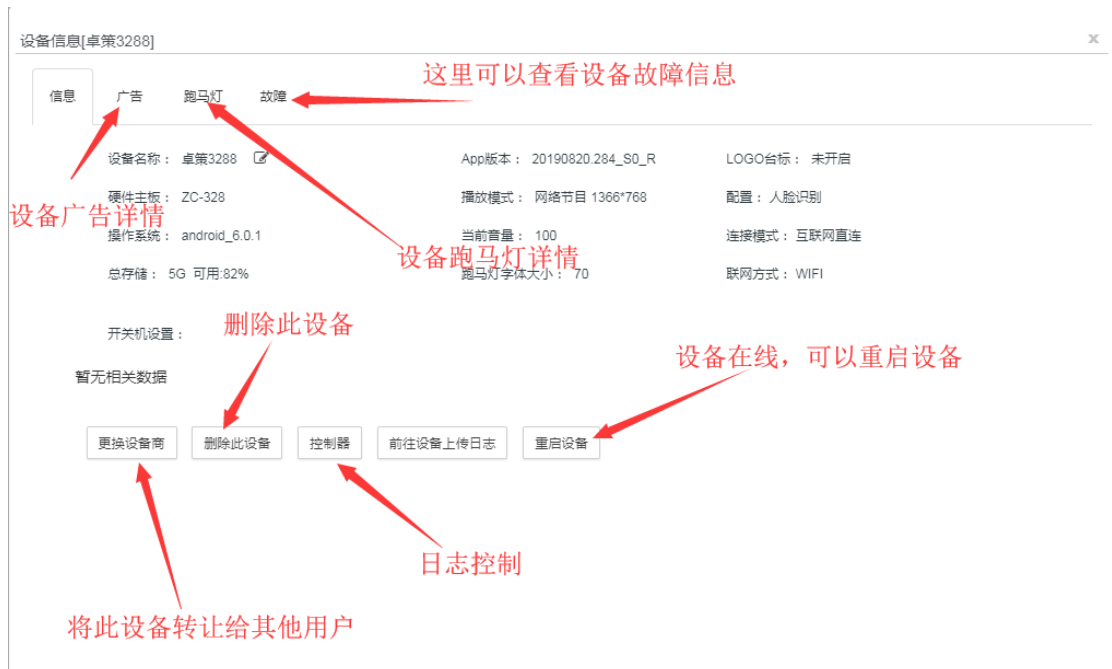 设备信息[卓策3288]
x
这里可以查看设备故障信息
信息 广告 跑马灯 故障
设备名称： 卓策3288 App版本： 20190820.284_S0_R LOGO台标： 未开启
硬件主板： ZC-328 播放模式： 网络节目 1366*768 配置： 人脸识别
设备广告详情
操作系统： android_6.0.1 当前音量： 100 连接模式： 互联网直连
设备跑马灯详情
总存储： 5G 可用:82% 跑马灯字体大小： 70 联网方式： WIFI
删除此设备
开关机设置：
设备在线，可以重启设备
暂无相关数据
更换设备商 删除此设备 控制器 前往设备上传日志 重启设备
日志控制
将此设备转让给其他用户